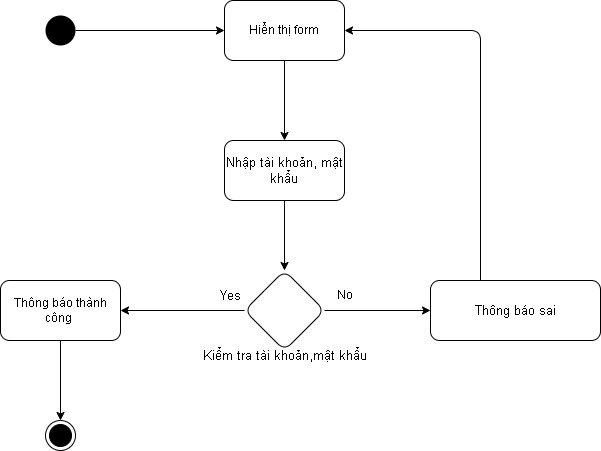 Hiển thị form
Nhập tài khoản, mật
khẩu
Yes
No
Thông báo thành
công
Thông báo sai
Kiểm tra tài khoản,mật khẩu